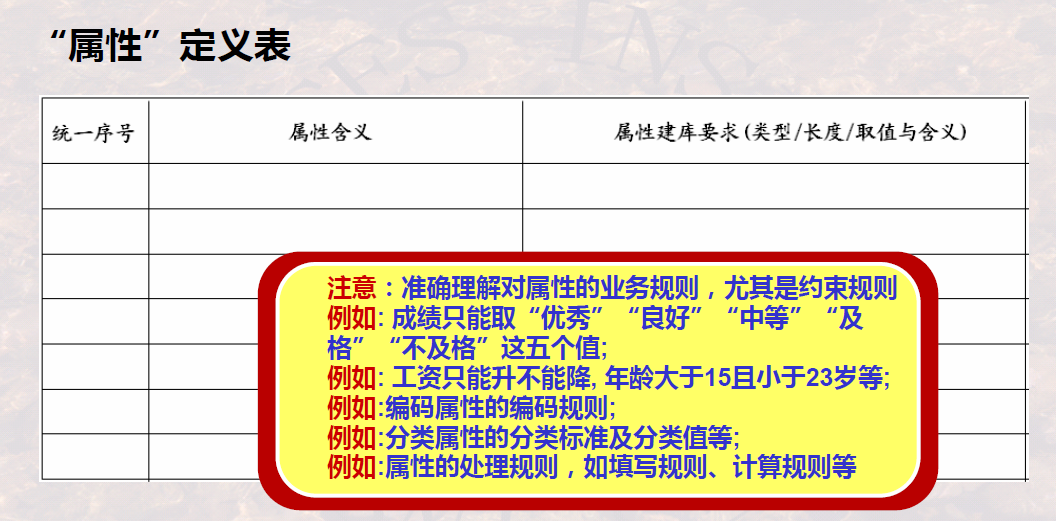 “属性”定义表
统一序号 属性含义 属性建库要求(类型/长度/取值与含义)
注意：准确理解对属性的业务规则，尤其是约束规则
例如: 成绩只能取“优秀”“良好”“中等”“及
格”“不及格”这五个值;
例如: 工资只能升不能降, 年龄大于15且小于23岁等;
例如:编码属性的编码规则;
例如:分类属性的分类标准及分类值等;
例如:属性的处理规则，如填写规则、计算规则等